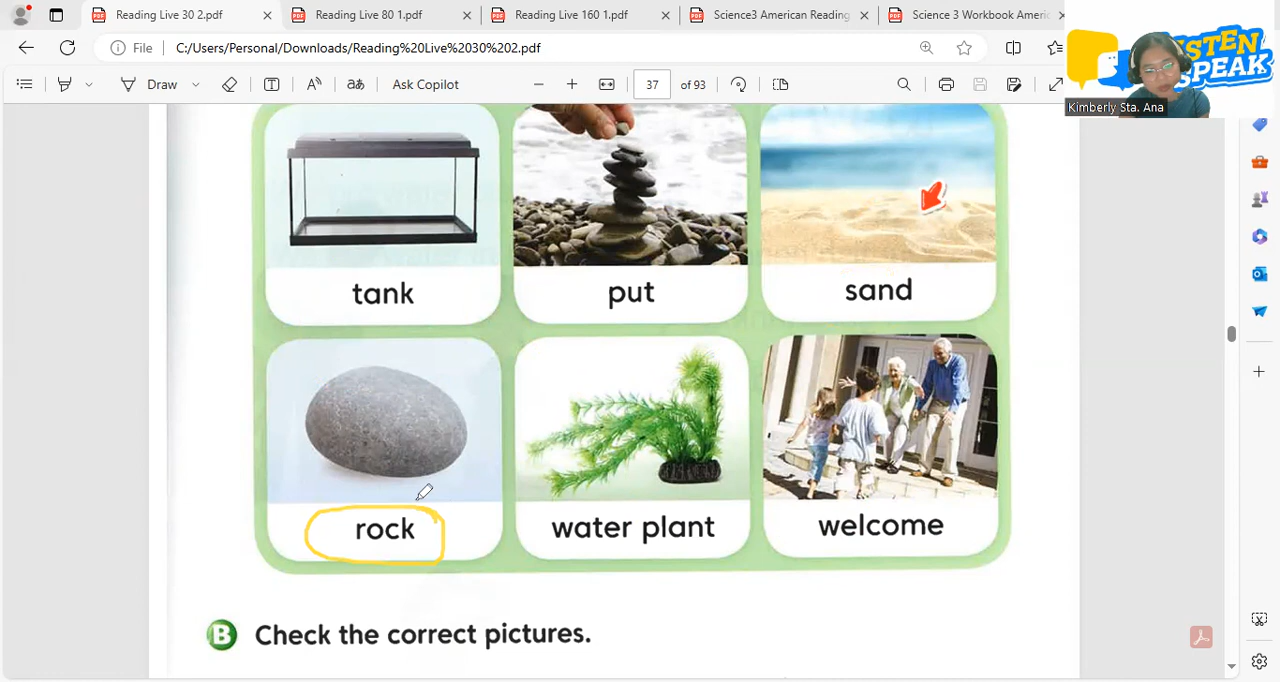 Reading Live 30 2.pdf
Reading Live 80 1.pdf
Reading Live 160 1.pdf
Science3 American Reading
Science 3 Workbook Americ
File
C:/Users/Personal/Downloads/Reading%20Live%2030%202.pdf
Draw
aあ
Ask Copilot
37
of 93
LISTEN
SPEAK
Kimberly Sta. Ana
tank
put
sand
rock
water plant
welcome
B Check the correct pictures.